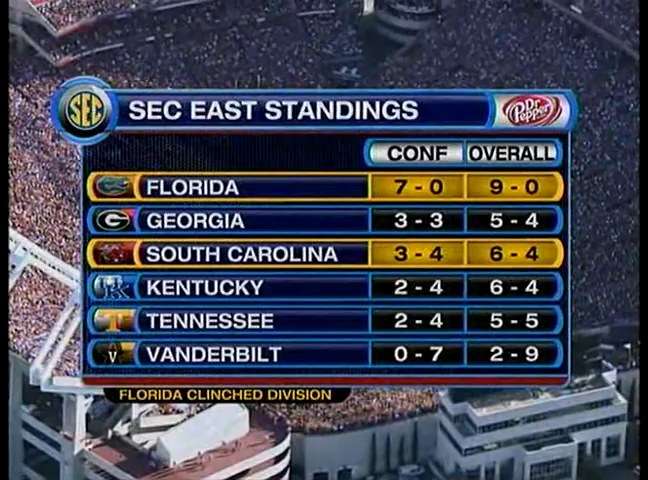 SEC
SEC EAST STANDINGS
Dr Pepper
CONF OVERALL
FLORIDA 7 - 0 9 - 0
G GEORGIA 3 - 3 5 - 4
SOUTH CAROLINA 3 - 4 6 - 4
K KENTUCKY 2 - 4 6 - 4
T TENNESSEE 2 - 4 5 - 5
V VANDERBILT 0 - 7 2 - 9
FLORIDA CLINCHED DIVISION